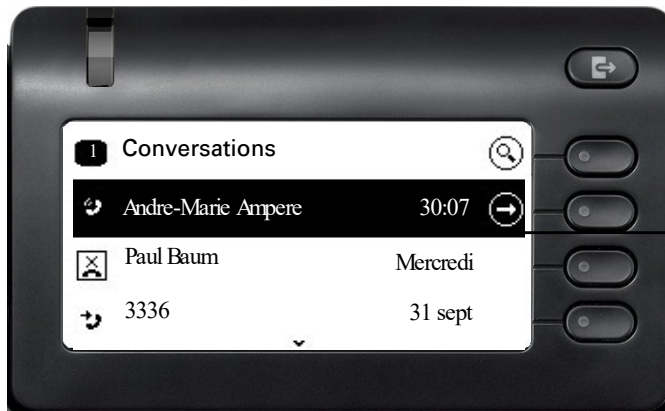 1 Conversations
Andre-Marie Ampere 30:07
Paul Baum Mercredi
3336 31 sept